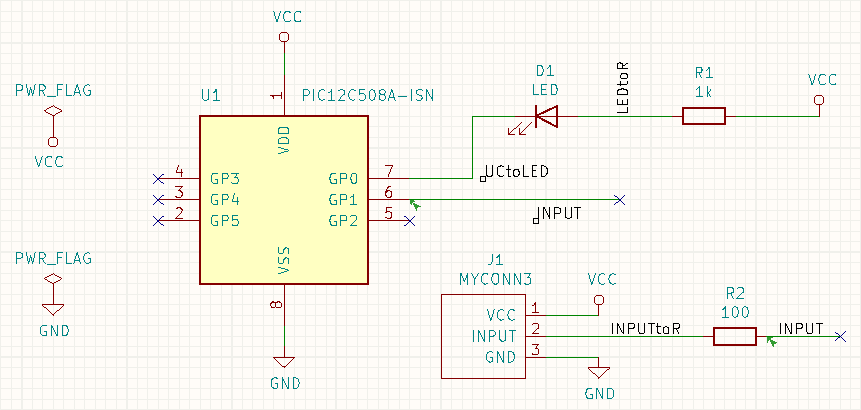 VCC
PWR_FLAG
VCC
U1
PIC12C508A-ISN
1
VDD
D1
LED
LEDtoR
R1
1k
VCC
4 GP3
3 GP4
2 GP5
GP0 7
GP1 6
GP2 5
UCtoLED
INPUT
PWR_FLAG
GND
VSS
8
GND
J1
MYCONN3
VCC 1
INPUT 2
GND 3
VCC
INPUTtoR
R2
100
INPUT
GND